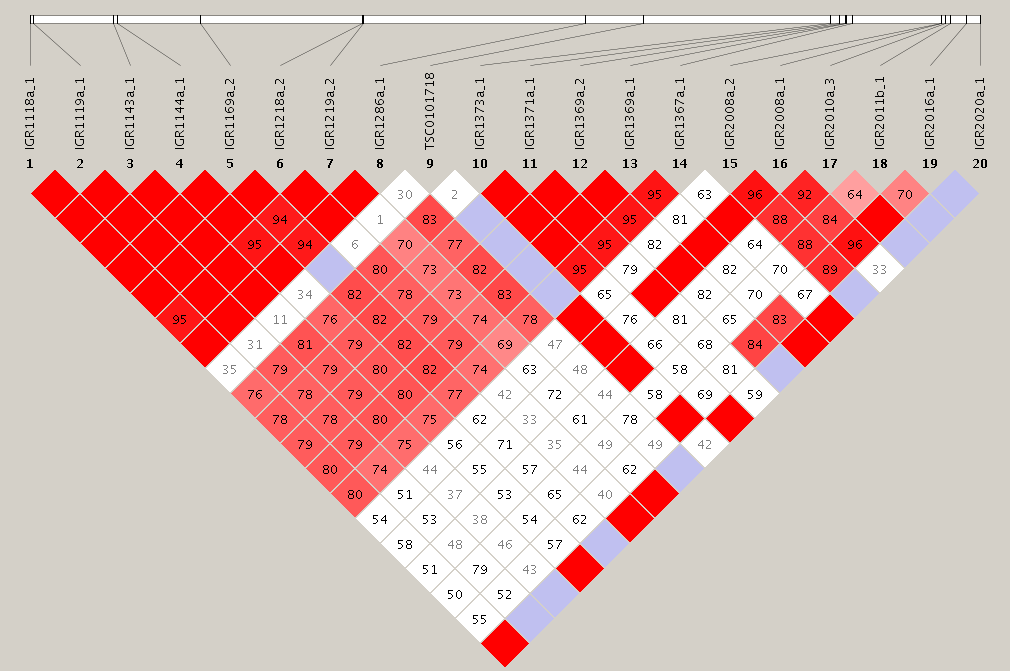 IGR1118a_1
IGR1119a_1
IGR1143a_1
IGR1144a_1
IGR1169a_2
IGR1218a_2
IGR1219a_2
IGR1286a_1
TSC0101718
IGR1373a_1
IGR1371a_1
IGR1369a_2
IGR1369a_1
IGR1367a_1
IGR2008a_2
IGR2008a_1
IGR2010a_3
IGR2011b_1
IGR2016a_1
IGR2020a_1
1 2 3 4 5 6 7 8 9 10 11 12 13 14 15 16 17 18 19 20
30 2 95 63 96 92 64 70
94 1 83 95 81 88 84
95 94 6 70 77 95 82 64 88 96
80 73 82 95 79 82 70 89 33
34 82 78 73 83 65 82 70 67
95 11 76 82 79 74 78 76 81 65 83
31 81 79 82 79 69 47 66 68 84
35 79 79 80 82 74 63 48 58 81
76 78 79 80 77 42 72 44 58 69 59
78 78 80 75 62 33 61 78
79 79 75 56 71 35 49 49 42
80 74 44 55 57 44 62
80 51 37 53 65 40
54 53 38 54 62
58 48 46 57
51 79 43
50 52
55